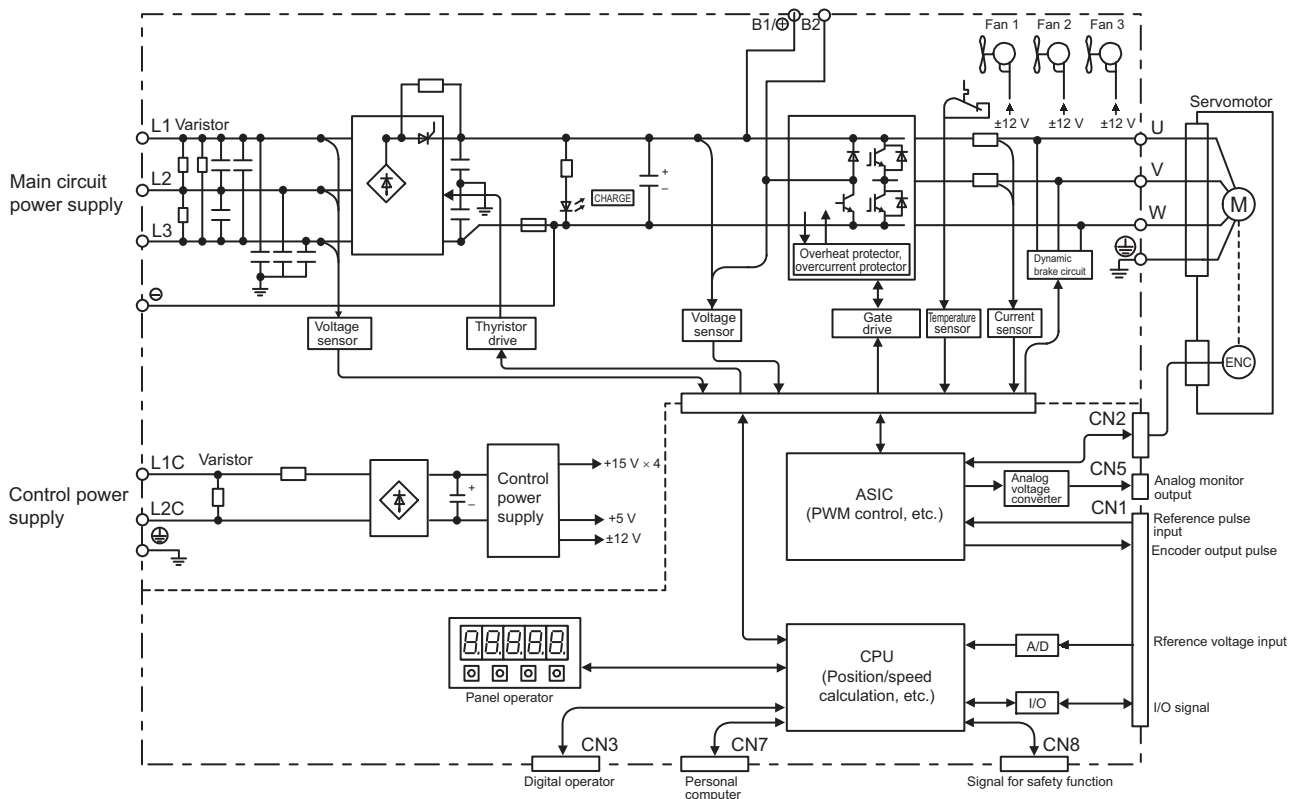 B1/⊕ B2
Fan 1 Fan 2 Fan 3
±12 V ±12 V ±12 V
Servomotor
L1 Varistor
U
Main circuit
power supply
L2
V
+
–
CHARGE
M
L3
W
Overheat protector,
overcurrent protector
Dynamic
brake circuit
⊖
Voltage
sensor
Thyristor
drive
Voltage
sensor
Gate
drive
Temperature
sensor
Current
sensor
ENC
CN2
L1C Varistor
+15 V × 4
Control power
supply
+
–
Control
power
supply
ASIC
(PWM control, etc.)
Analog
voltage
converter
CN5
Analog monitor
output
L2C
+5 V
±12 V
CN1
Reference pulse
input
Encoder output pulse
8.8.8.8.8.
Panel operator
CPU
(Position/speed
calculation, etc.)
A/D
Rference voltage input
I/O
I/O signal
CN3
Digital operator
CN7
Personal
computer
CN8
Signal for safety function